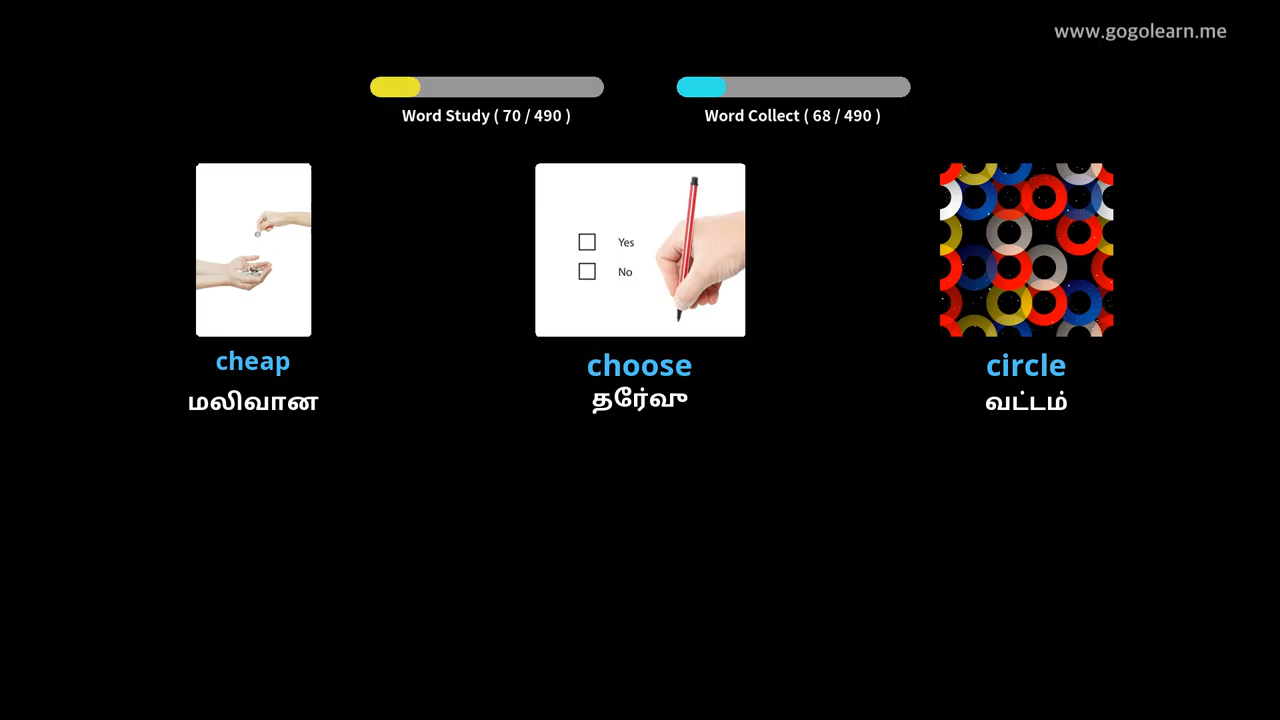 www.gogolearn.me
Word Study ( 70 / 490 )
Word Collect ( 68 / 490 )
Yes
No
cheap
choose
circle
மலிவான
தேர்வு
வட்டம்